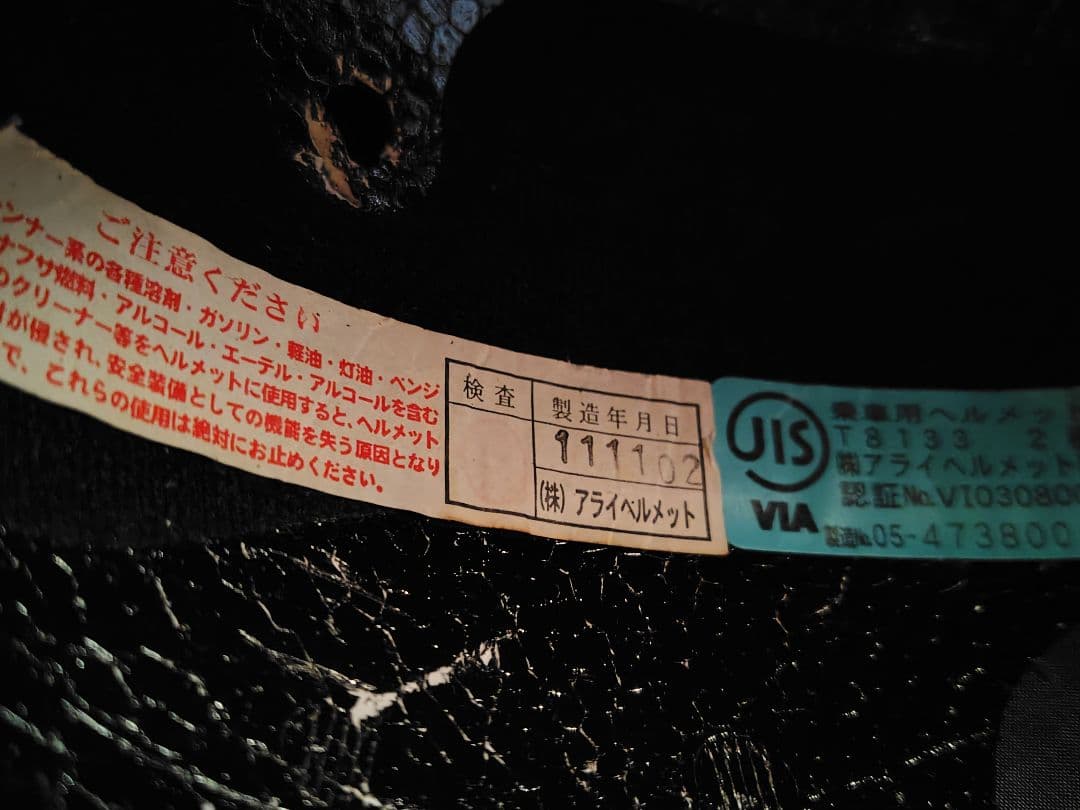 ご注意ください
ンナー系の各種溶剤・ガソリン・軽油・灯油・ベンジ
ナフサ燃料・アルコール・エーテル・アルコールを含む
のクリーナー等をヘルメットに使用すると、ヘルメット
が侵され、安全装備としての機能を失う原因となり
で、これらの使用は絶対にお止めください。
検査
製造年月日
111102
(株)アライヘルメット
JIS
VIA
乗車用ヘルメッ
T8133 2
㈱アライヘルメット
認証No.VI03080
製造No.05-473800